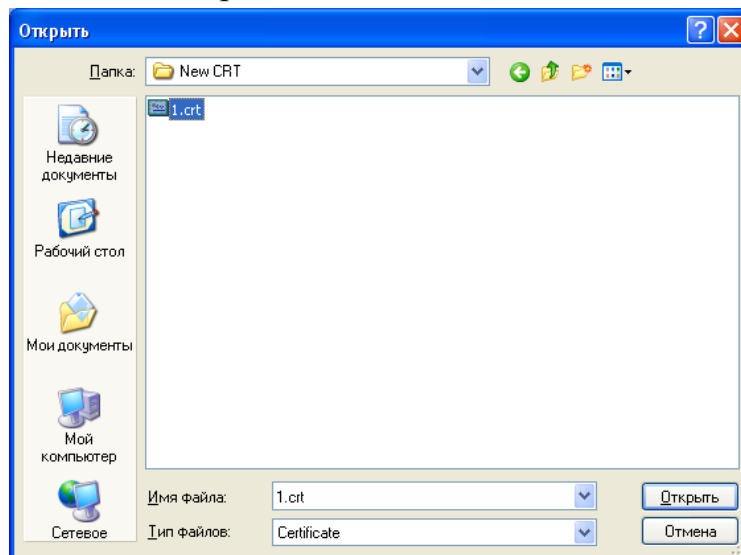 Открыть
Папка: New CRT
1.crt
Недавние
документы
Рабочий стол
Мои документы
Мой
компьютер
Сетевое
Имя файла: 1.crt Открыть
Тип файлов: Certificate Отмена